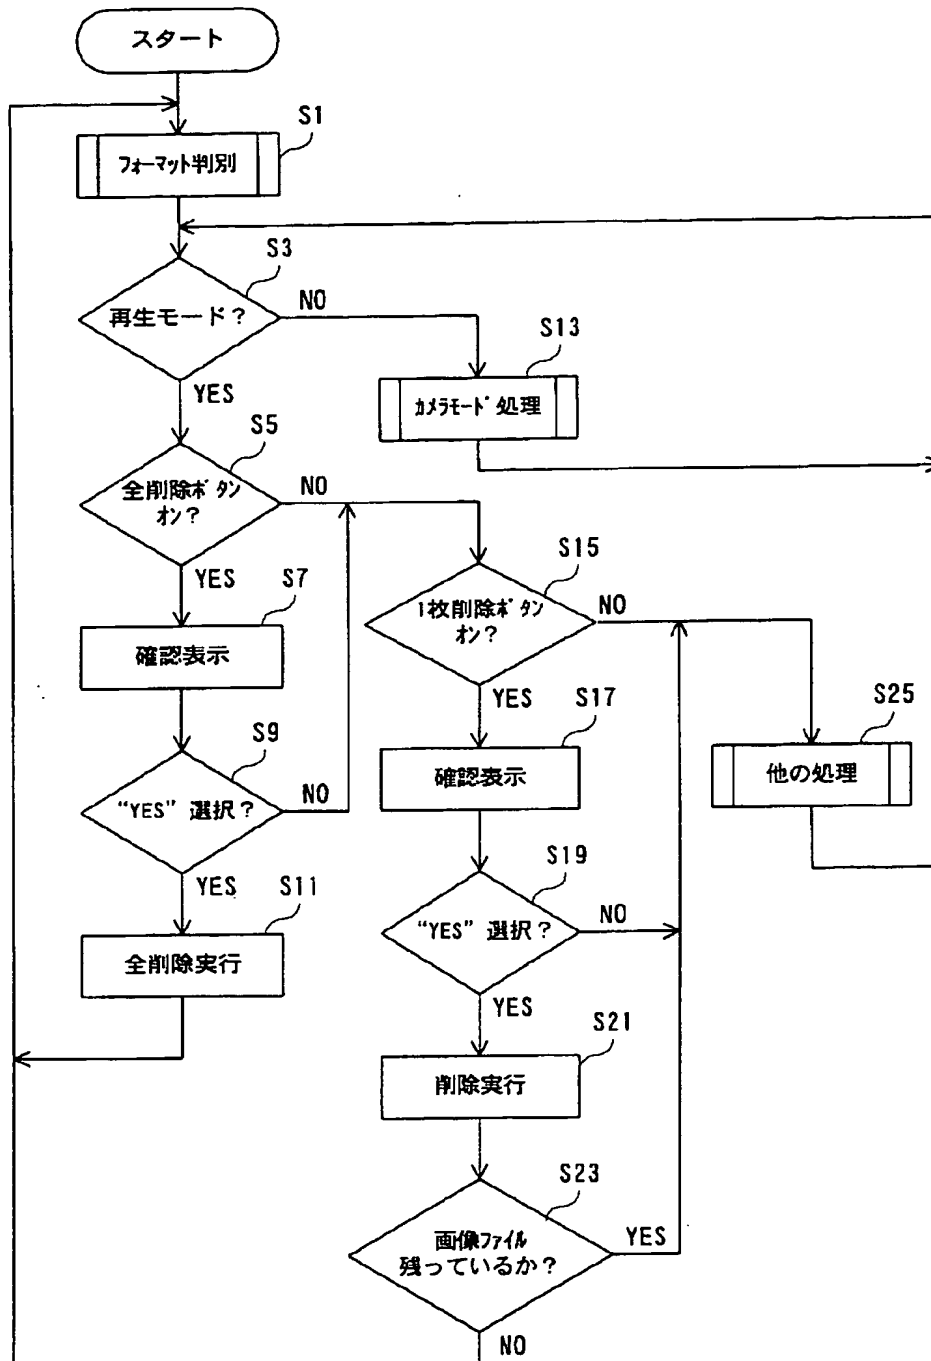 スタート
S1
フォーマット判別
S3
再生モード？
NO
YES
S13
カメラモード処理
S5
全削除ボタン
オン？
NO
YES
S7
確認表示
S15
1枚削除ボタン
オン？
NO
YES
S9
“YES” 選択？
NO
YES
S17
確認表示
S25
他の処理
S11
全削除実行
S19
“YES” 選択？
NO
YES
S21
削除実行
S23
画像ファイル
残っているか？
YES
NO